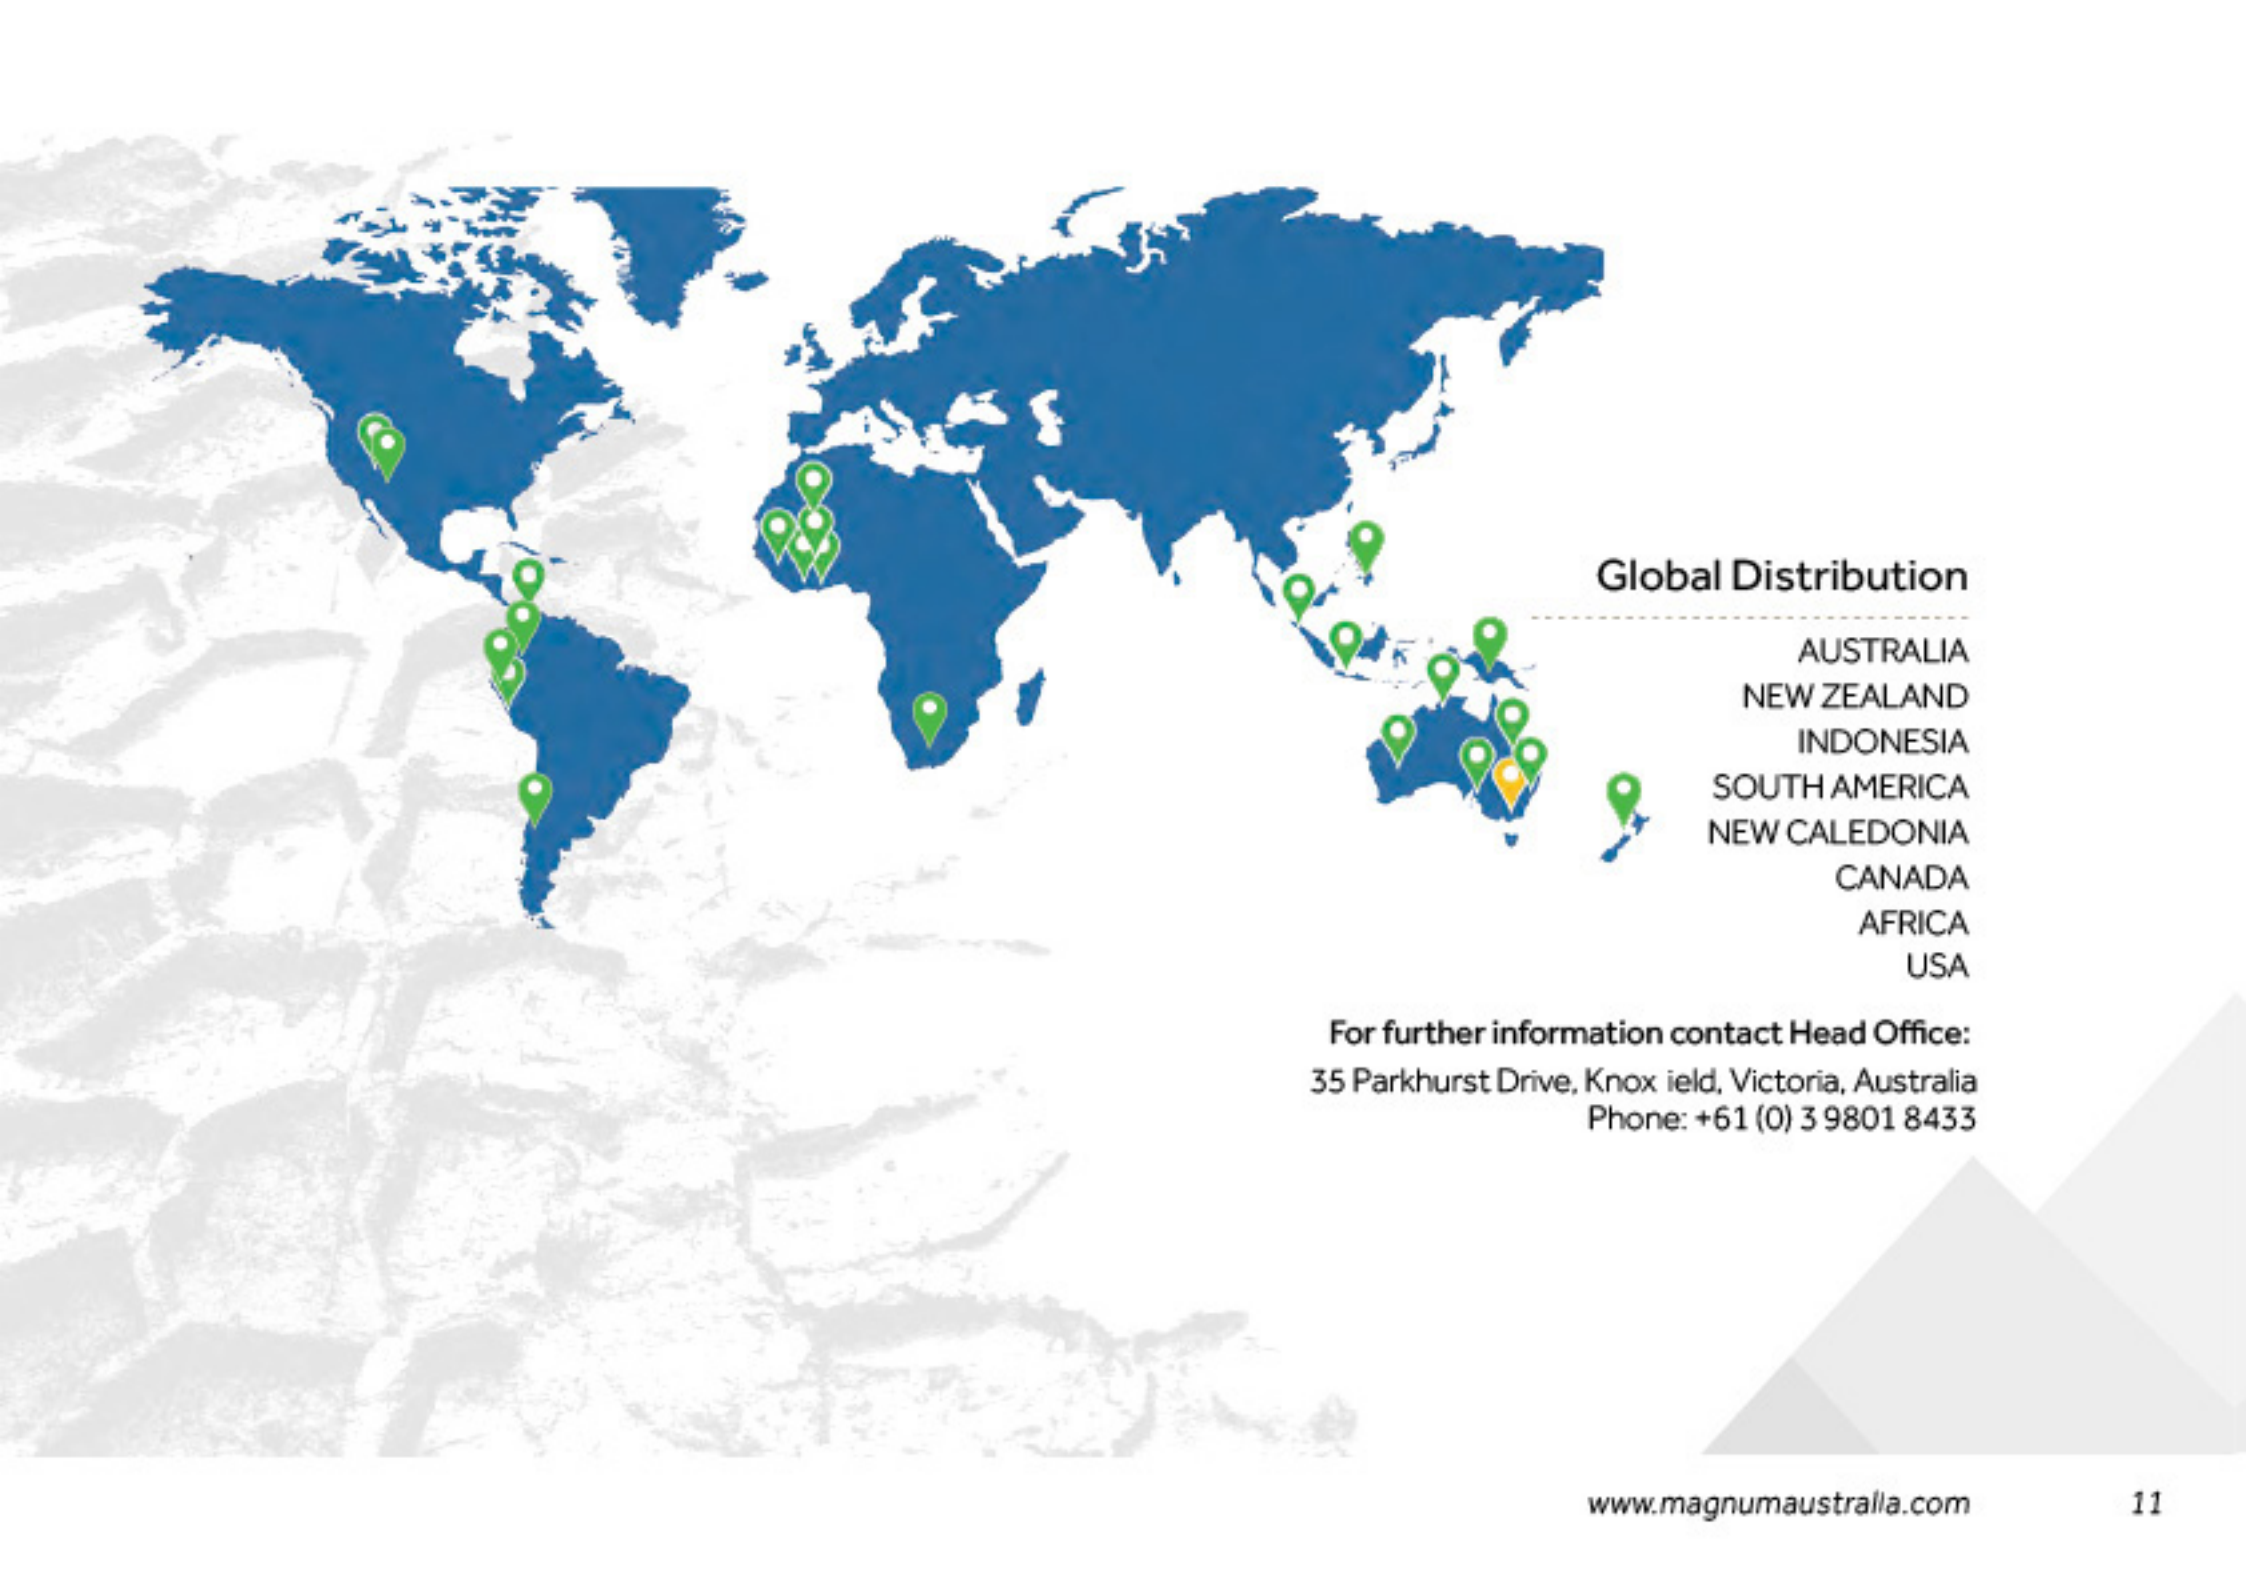 Global Distribution
AUSTRALIA
NEW ZEALAND
INDONESIA
SOUTH AMERICA
NEW CALEDONIA
CANADA
AFRICA
USA
For further information contact Head Office:
35 Parkhurst Drive, Knox ield, Victoria, Australia
Phone: +61 (0) 3 9801 8433
www.magnumaustralia.com
11